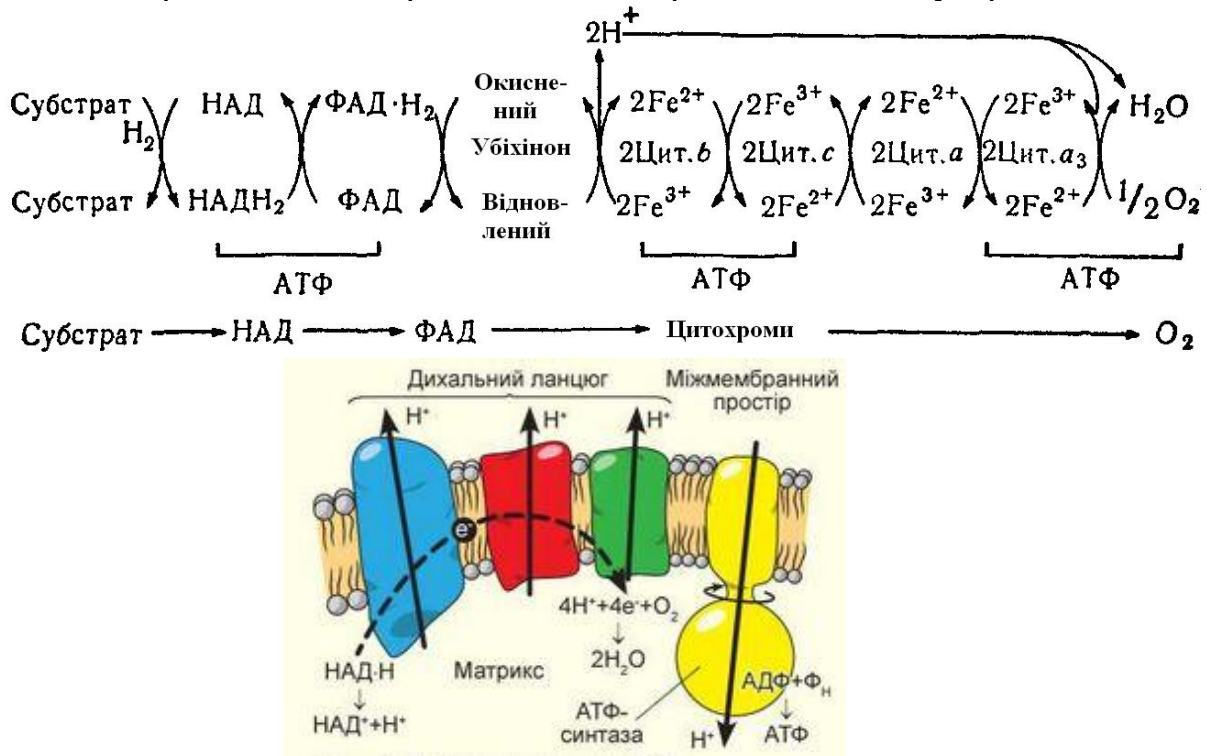 2H⁺
Субстрат НАД ФАД·H₂ Окисне- 2Fe²⁺ 2Fe³⁺ 2Fe²⁺ 2Fe³⁺ H₂O
ний
H₂ Убіхінон 2Цит.b 2Цит.c 2Цит.a 2Цит.a₃
Субстрат НАДH₂ ФАД Віднов- 2Fe³⁺ 2Fe²⁺ 2Fe³⁺ 2Fe²⁺ 1/2O₂
лений
АТФ АТФ АТФ
Субстрат НАД ФАД Цитохроми O₂
Дихальний ланцюг Міжмембранний
простір
H⁺ H⁺ H⁺
e⁻
4H⁺+4e⁻+O₂
2H₂O
НАД·Н Матрикс
НАД⁺+H⁺
АТФ-
синтаза
АДФ+Фн
АТФ
H⁺